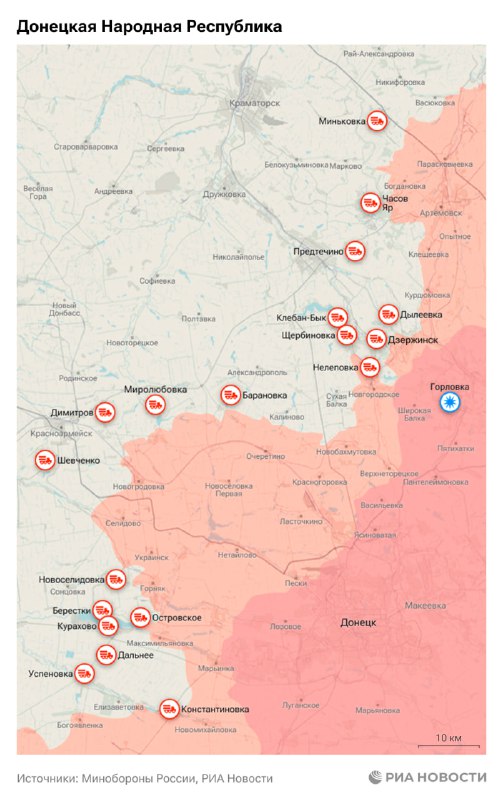 Донецкая Народная Республика
Рай-Александровка
Никифоровка
Краматорск
Васюковка
Миньковка
Староварваровка
Сергеевка
Белокузьминовка
Марково
Парасковиевка
Весёлая
Гора
Андреевка
Дружковка
Богдановка
Часов
Яр
Артёмовск
Опытное
Предтечино
Клещеевка
Николайполье
Софиевка
Курдюмовка
Новый
Донбасс
Полтавка
Клебан-Бык
Дылеевка
Щербиновка
Дзержинск
Новоторецкое
Нелеповка
Родинское
Александрополь
Горловка
Миролюбовка
Барановка
Сухая
Балка
Новгородское
Димитров
Калиново
Широкая
Балка
Красноармейск
Пятихатки
Новобахмутовка
Шевченко
Очеретино
Верхнеторецкое
Пантелеймоновка
Новогродовка
Новосёловка
Первая
Красногоровка
Васильевка
Селидово
Ласточкино
Ясиноватая
Украинск
Нетайлово
Новоселидовка
Сонцовка
Горняк
Пески
Берестки
Макеевка
Курахово
Островское
Лозовое
Донецк
Максимильяновка
Дальнее
Марьинка
Успеновка
Елизаветовка
Константиновка
Луганское
Марьяновка
Богоявленка
Новомихайловка
10 км
Источники: Минобороны России, РИА Новости
РИА НОВОСТИ